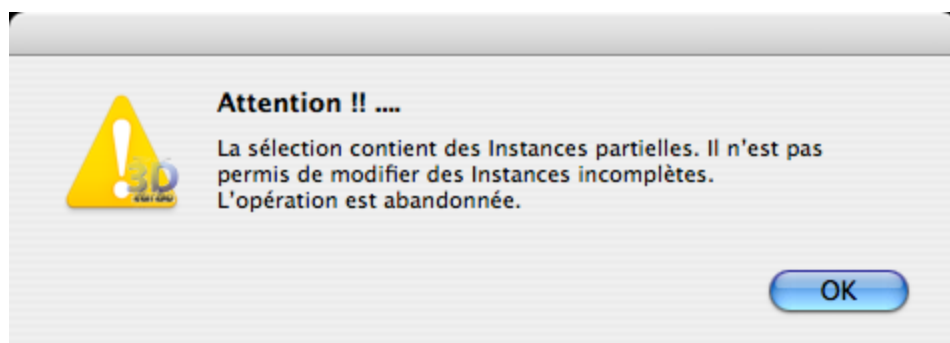 Attention !! ....
La sélection contient des Instances partielles. Il n'est pas
permis de modifier des Instances incomplètes.
L'opération est abandonnée.
3D
OK